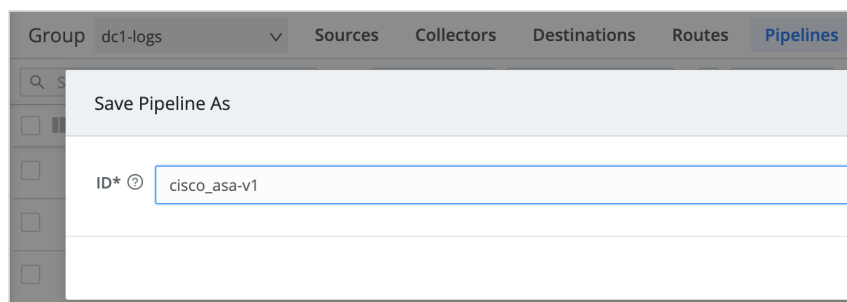 Group dc1-logs Sources Collectors Destinations Routes Pipelines
S
Save Pipeline As
ID* cisco_asa-v1